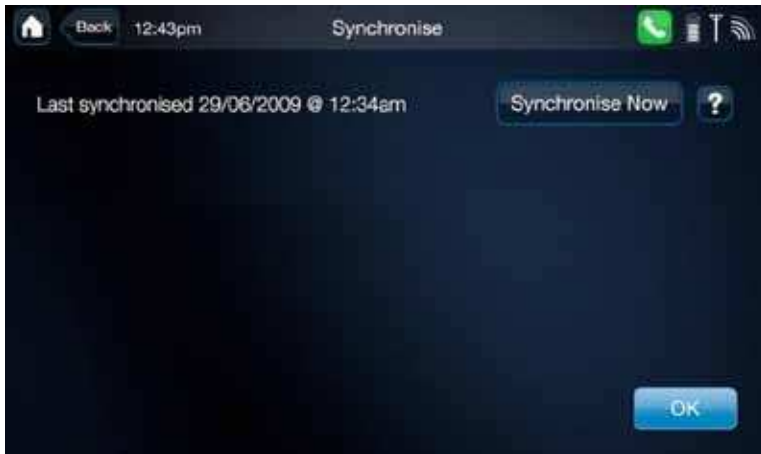 Back 12:43pm Synchronise
Last synchronised 29/06/2009 @ 12:34am Synchronise Now ?
OK